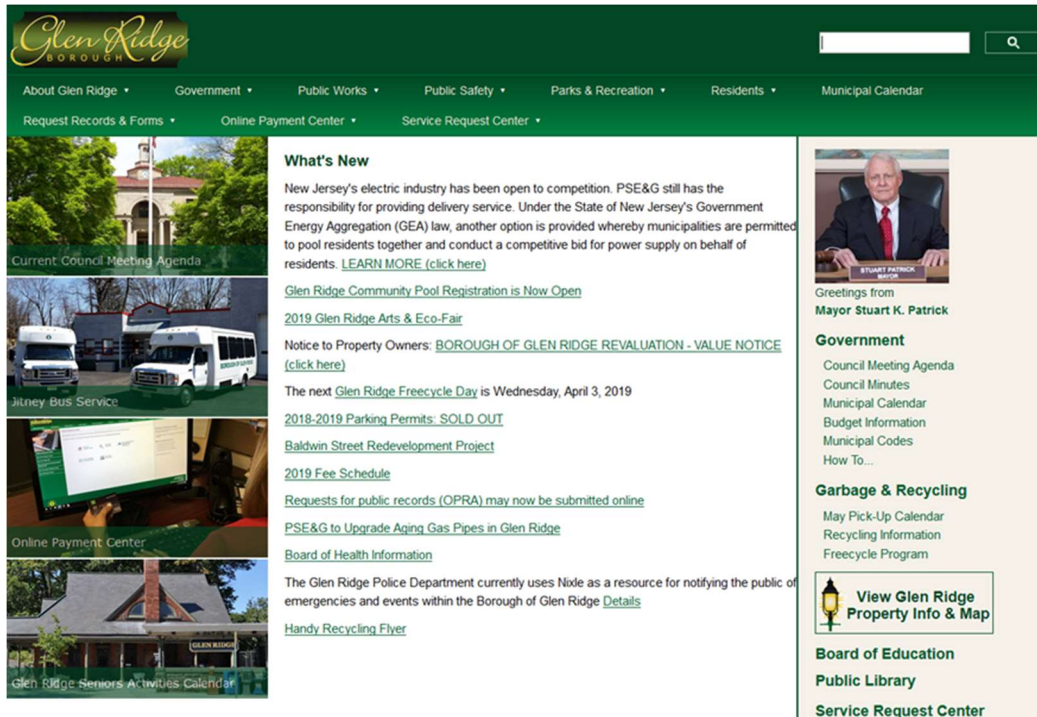 Glen Ridge
BOROUGH
About Glen Ridge
Government
Public Works
Public Safety
Parks & Recreation
Residents
Municipal Calendar
Request Records & Forms
Online Payment Center
Service Request Center
Current Council Meeting Agenda
BOROUGH OF GLEN RIDGE
Jitney Bus Service
Online Payment Center
GLEN RIDGE
Glen Ridge Seniors Activities Calendar
What's New
New Jersey's electric industry has been open to competition. PSE&G still has the
responsibility for providing delivery service. Under the State of New Jersey's Government
Energy Aggregation (GEA) law, another option is provided whereby municipalities are permitted
to pool residents together and conduct a competitive bid for power supply on behalf of
residents. LEARN MORE (click here)
Glen Ridge Community Pool Registration is Now Open
2019 Glen Ridge Arts & Eco-Fair
Notice to Property Owners: BOROUGH OF GLEN RIDGE REVALUATION - VALUE NOTICE
(click here)
The next Glen Ridge Freecycle Day is Wednesday, April 3, 2019
2018-2019 Parking Permits: SOLD OUT
Baldwin Street Redevelopment Project
2019 Fee Schedule
Requests for public records (OPRA) may now be submitted online
PSE&G to Upgrade Aging Gas Pipes in Glen Ridge
Board of Health Information
The Glen Ridge Police Department currently uses Nixle as a resource for notifying the public of
emergencies and events within the Borough of Glen Ridge Details
Handy Recycling Flyer
STUART PATRICK
MAYOR
Greetings from
Mayor Stuart K. Patrick
Government
Council Meeting Agenda
Council Minutes
Municipal Calendar
Budget Information
Municipal Codes
How To...
Garbage & Recycling
May Pick-Up Calendar
Recycling Information
Freecycle Program
View Glen Ridge
Property Info & Map
Board of Education
Public Library
Service Request Center